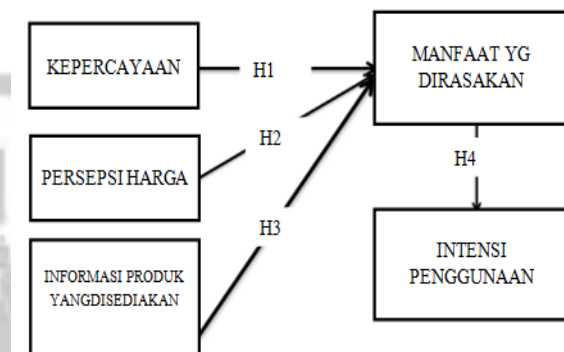 KEPERCAYAAN
H1
MANFAAT YG
DIRASAKAN
H2
PERSEPSI HARGA
H4
H3
INFORMASI PRODUK
YANGDISEDIAKAN
INTENSI
PENGGUNAAN